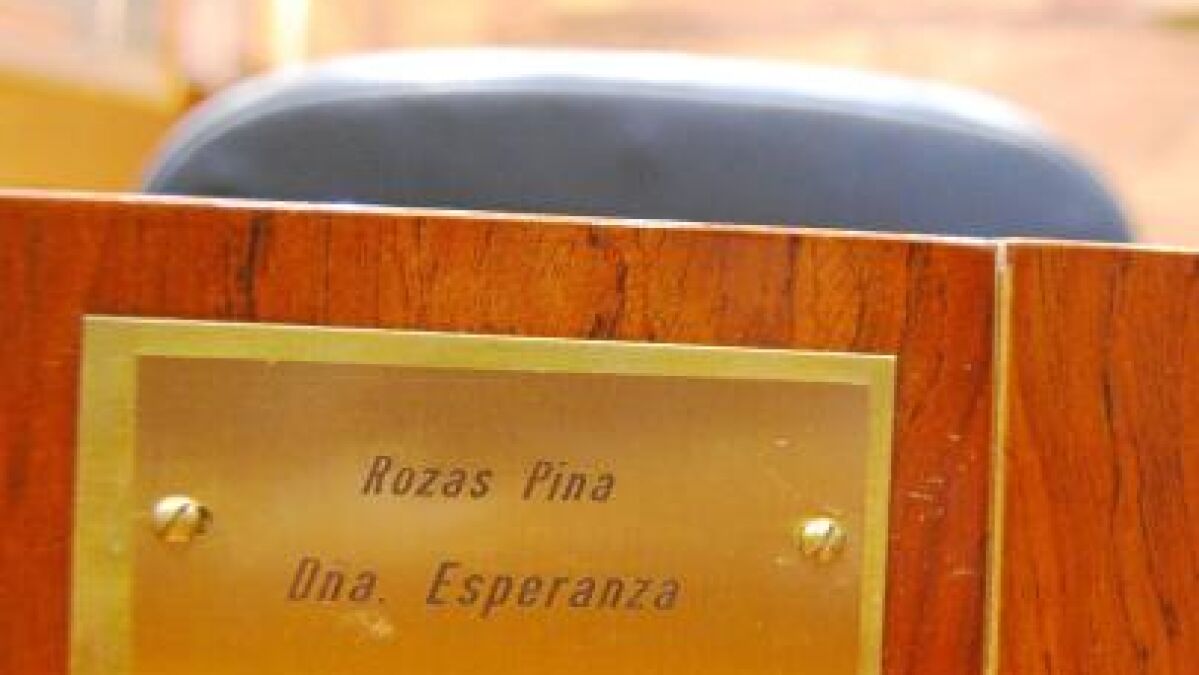 Rozas Pina
Dna. Esperanza